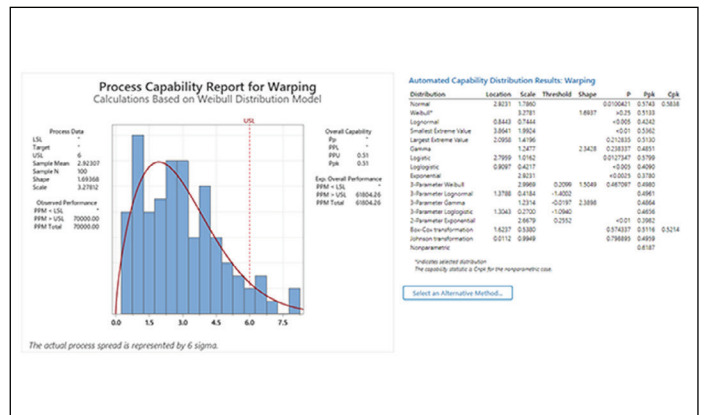 Process Capability Report for Warping
Calculations Based on Weibull Distribution Model
Process Data
LSL *
Target *
USL 6
Sample Mean 2.92307
Sample N 100
Shape 1.69368
Scale 3.27812
Observed Performance
PPM < LSL *
PPM > USL 70000.00
PPM Total 70000.00
USL
Overall Capability
Pp *
PPL *
PPU 0.51
Ppk 0.51
Exp. Overall Performance
PPM < LSL *
PPM > USL 61804.26
PPM Total 61804.26
0.0 1.5 3.0 4.5 6.0 7.5
The actual process spread is represented by 6 sigma.
Automated Capability Distribution Results: Warping
Distribution Location Scale Threshold Shape P Ppk Cpk
Normal 2.9231 1.7860 0.0100421 0.5743 0.5838
Weibull* 3.2781 1.6937 >0.25 0.5133
Lognormal 0.8443 0.7444 <0.005 0.4242
Smallest Extreme Value 3.8641 1.9924 <0.01 0.5362
Largest Extreme Value 2.0958 1.4196 0.212833 0.5130
Gamma 1.2477 2.3428 0.238337 0.4851
Logistic 2.7959 1.0162 0.0127347 0.5799
Loglogistic 0.9097 0.4217 <0.005 0.4090
Exponential 2.9231 <0.0025 0.3780
3-Parameter Weibull 2.9969 0.2099 1.5049 0.467087 0.4980
3-Parameter Lognormal 1.3788 0.4184 -1.4002 0.4961
3-Parameter Gamma 1.2314 -0.0197 2.3898 0.4864
3-Parameter Loglogistic 1.3043 0.2700 -1.0940 0.4656
2-Parameter Exponential 2.6679 0.2552 <0.01 0.3962
Box-Cox transformation 1.6237 0.5380 0.574337 0.5116 0.5214
Johnson transformation 0.0112 0.9949 0.796895 0.4959
Nonparametric 0.6187
*Indicates selected distribution
The capability statistic is Cnpk for the nonparametric case.
Select an Alternative Method...